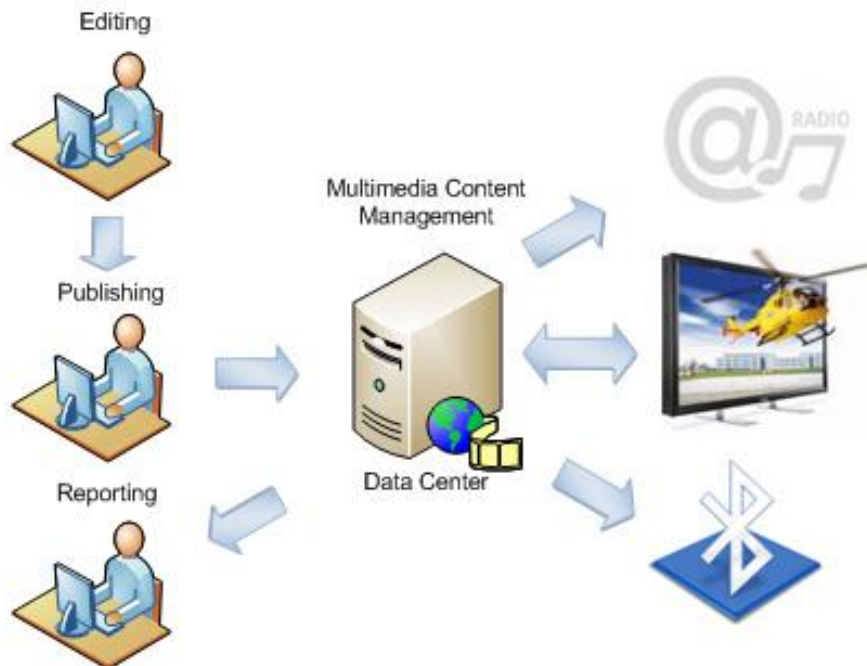 Editing
Publishing
Reporting
Multimedia Content
Management
Data Center
@ RADIO